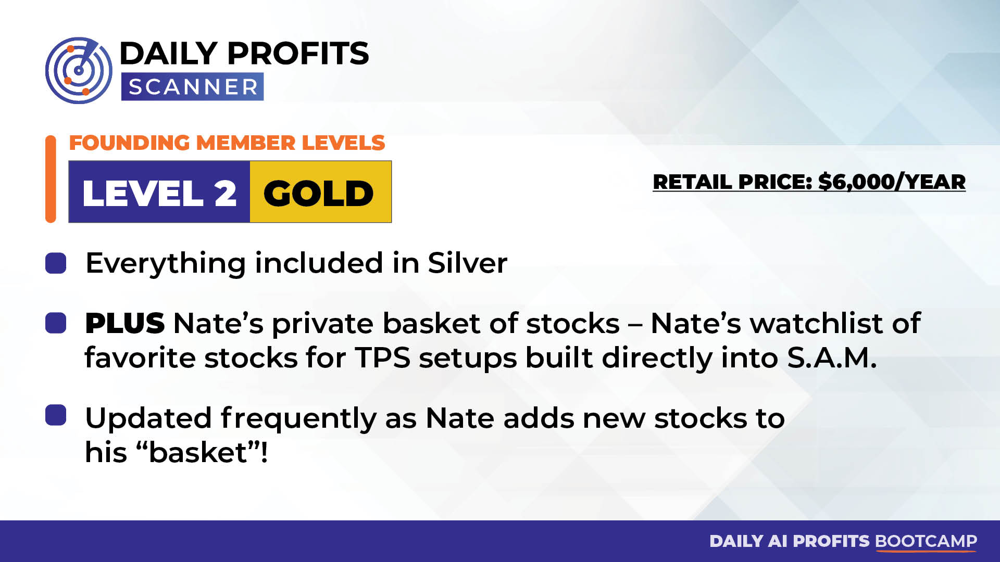 DAILY PROFITS
SCANNER
FOUNDING MEMBER LEVELS
LEVEL 2 GOLD
RETAIL PRICE: $6,000/YEAR
Everything included in Silver
PLUS Nate’s private basket of stocks – Nate’s watchlist of
favorite stocks for TPS setups built directly into S.A.M.
Updated frequently as Nate adds new stocks to
his “basket”!
DAILY AI PROFITS BOOTCAMP